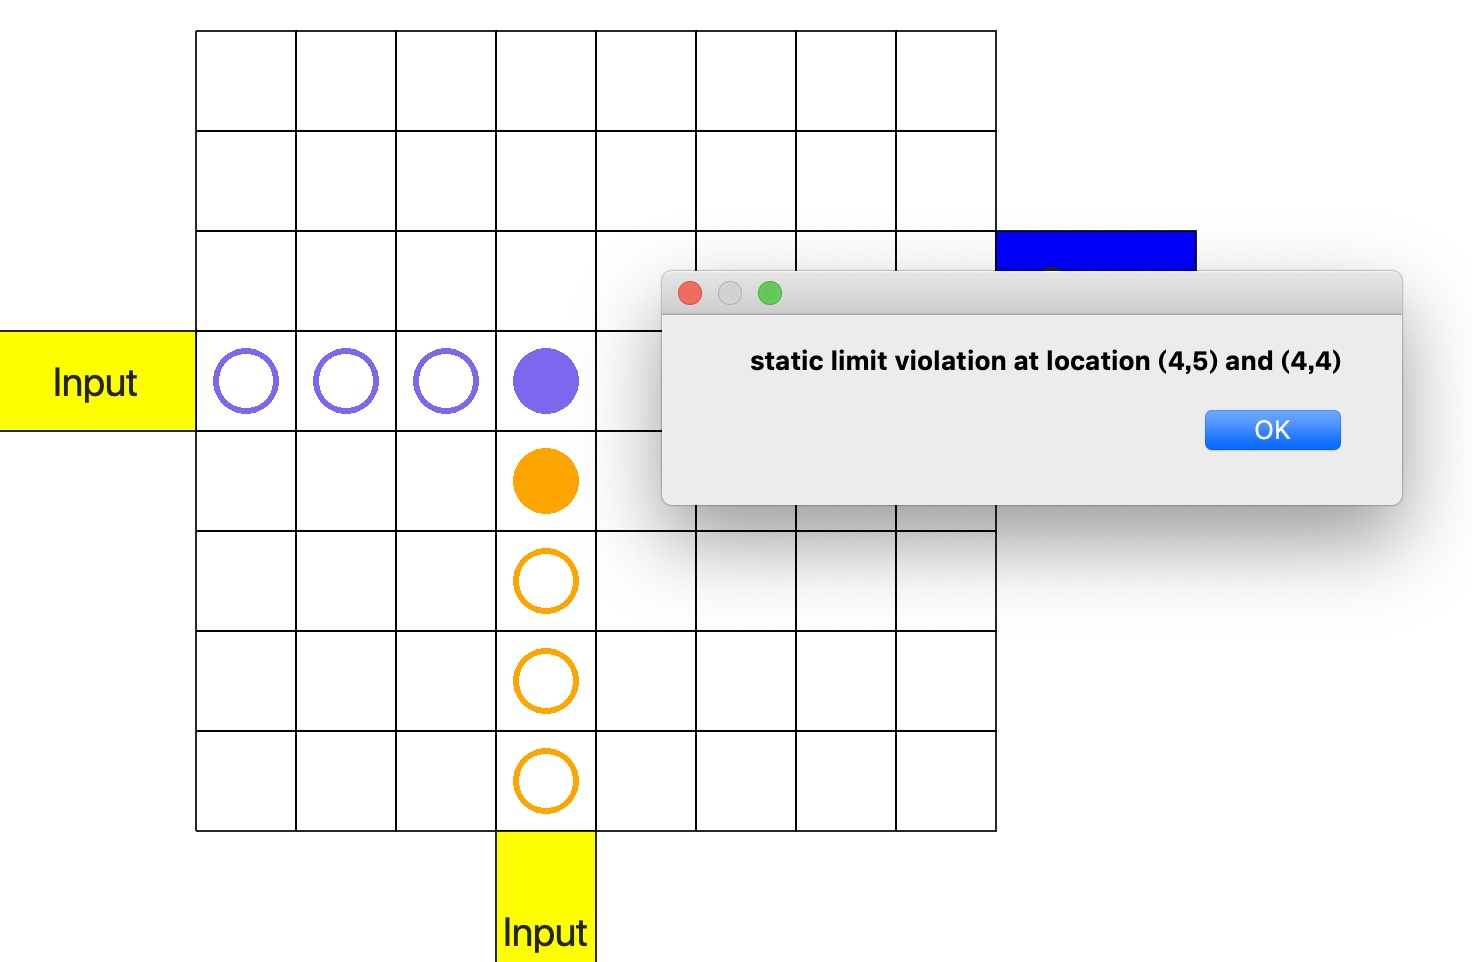 static limit violation at location (4,5) and (4,4)
Input
OK
Input